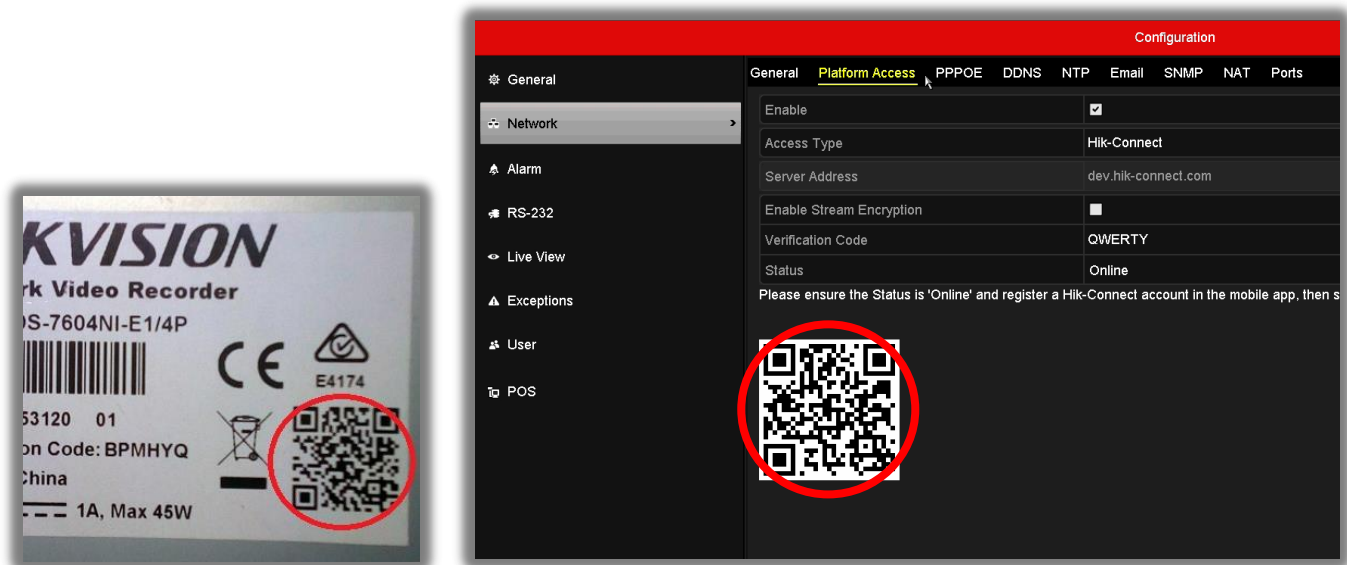 KVISION
rk Video Recorder
DS-7604NI-E1/4P
CE
E4174
53120 01
on Code: BPMHYQ
China
1A, Max 45W
Configuration
General
Network
Alarm
RS-232
Live View
Exceptions
User
POS
General Platform Access PPPOE DDNS NTP Email SNMP NAT Ports
Enable
Access Type Hik-Connect
Server Address dev.hik-connect.com
Enable Stream Encryption
Verification Code QWERTY
Status Online
Please ensure the Status is 'Online' and register a Hik-Connect account in the mobile app, then s